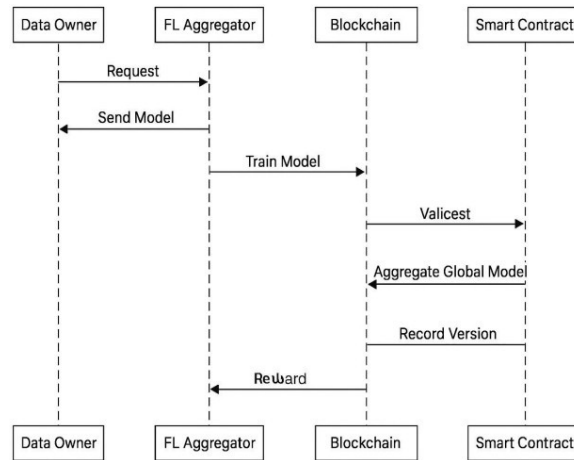 Data Owner
FL Aggregator
Blockchain
Smart Contract
Request
Send Model
Train Model
Valicest
Aggregate Global Model
Record Version
Reward
Data Owner
FL Aggregator
Blockchain
Smart Contract